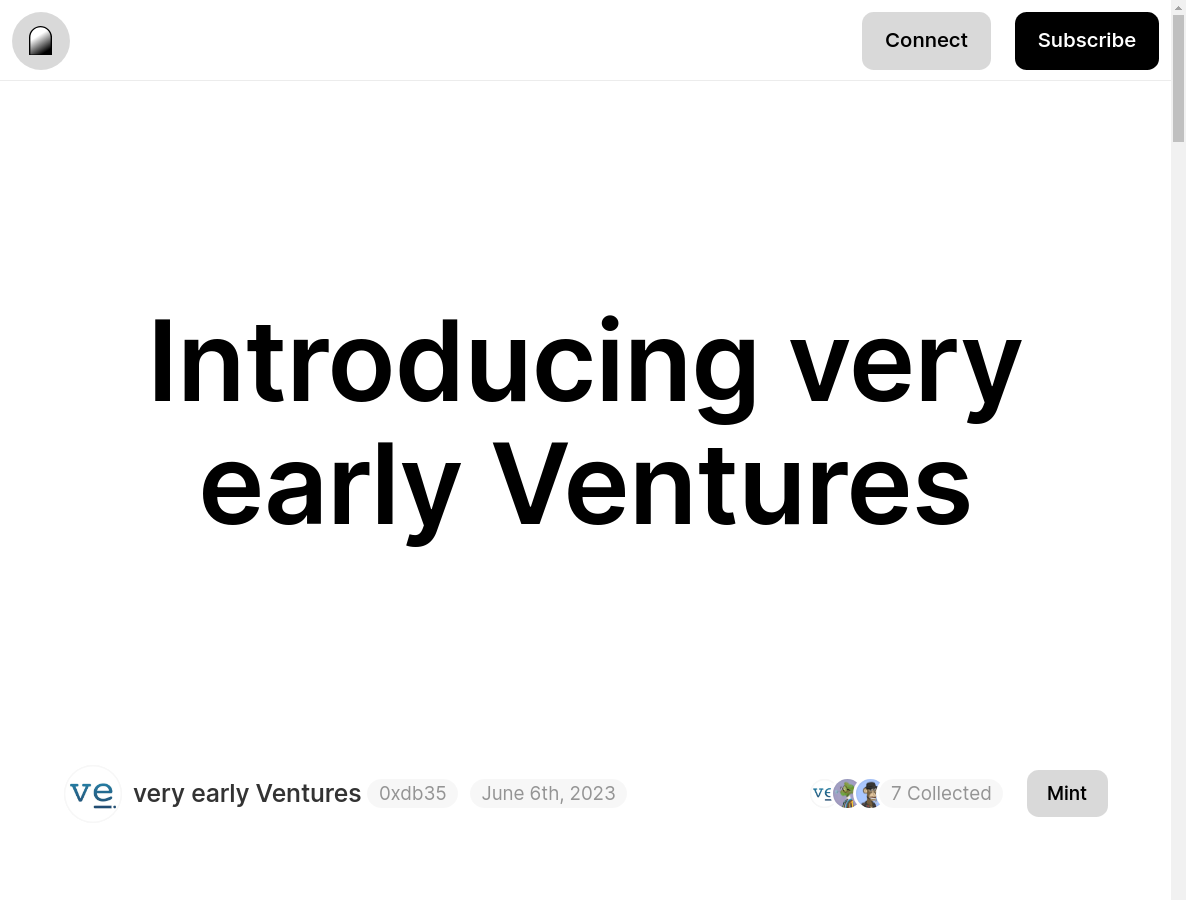 Connect
Subscribe
Introducing very
early Ventures
ve.
very early Ventures
0xdb35
June 6th, 2023
VE
7 Collected
Mint